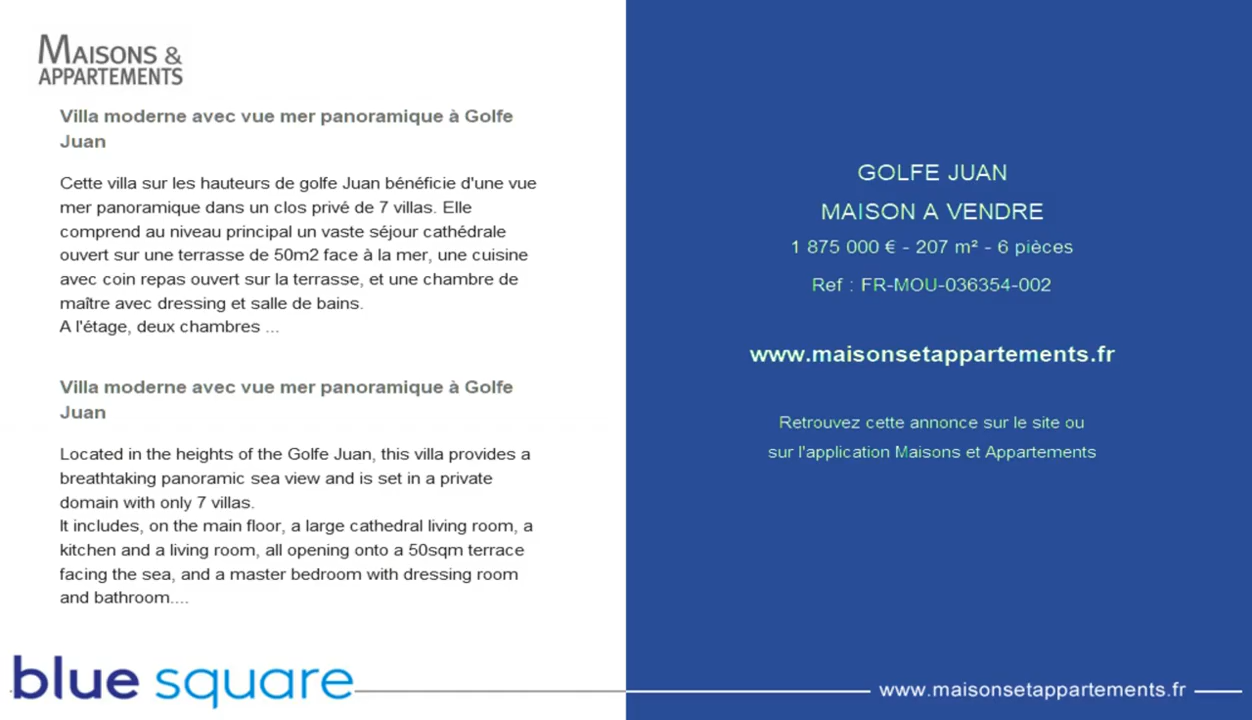 MAISONS &
APPARTEMENTS
Villa moderne avec vue mer panoramique à Golfe
Juan
Cette villa sur les hauteurs de golfe Juan bénéficie d'une vue
mer panoramique dans un clos privé de 7 villas. Elle
comprend au niveau principal un vaste séjour cathédrale
ouvert sur une terrasse de 50m2 face à la mer, une cuisine
avec coin repas ouvert sur la terrasse, et une chambre de
maître avec dressing et salle de bains.
A l'étage, deux chambres ...
Villa moderne avec vue mer panoramique à Golfe
Juan
Located in the heights of the Golfe Juan, this villa provides a
breathtaking panoramic sea view and is set in a private
domain with only 7 villas.
It includes, on the main floor, a large cathedral living room, a
kitchen and a living room, all opening onto a 50sqm terrace
facing the sea, and a master bedroom with dressing room
and bathroom....
blue square
GOLFE JUAN
MAISON A VENDRE
1 875 000 € - 207 m² - 6 pièces
Ref : FR-MOU-036354-002
www.maisonsetappartements.fr
Retrouvez cette annonce sur le site ou
sur l'application Maisons et Appartements
www.maisonsetappartements.fr